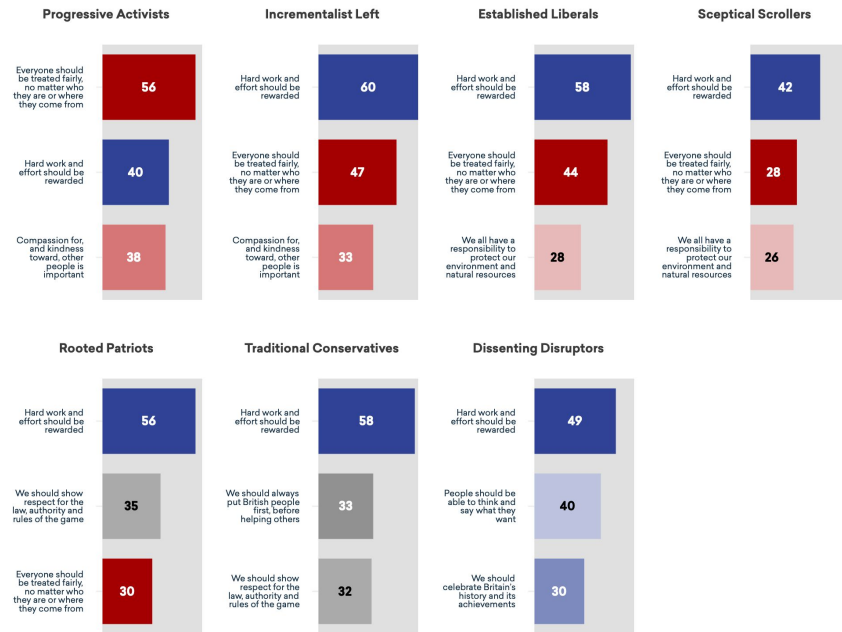 Progressive Activists
Everyone should
be treated fairly,
no matter who
they are or where
they come from
56
Hard work and
effort should be
rewarded
40
Compassion for,
and kindness
toward, other
people is
important
38
Incrementalist Left
Hard work and
effort should be
rewarded
60
Everyone should
be treated fairly,
no matter who
they are or where
they come from
47
Compassion for,
and kindness
toward, other
people is
important
33
Established Liberals
Hard work and
effort should be
rewarded
58
Everyone should
be treated fairly,
no matter who
they are or where
they come from
44
We all have a
responsibility to
protect our
environment and
natural resources
28
Sceptical Scrollers
Hard work and
effort should be
rewarded
42
Everyone should
be treated fairly,
no matter who
they are or where
they come from
28
We all have a
responsibility to
protect our
environment and
natural resources
26
Rooted Patriots
Hard work and
effort should be
rewarded
56
We should show
respect for the
law, authority and
rules of the game
35
Everyone should
be treated fairly,
no matter who
they are or where
they come from
30
Traditional Conservatives
Hard work and
effort should be
rewarded
58
We should always
put British people
first, before
helping others
33
We should show
respect for the
law, authority and
rules of the game
32
Dissenting Disruptors
Hard work and
effort should be
rewarded
49
People should be
able to think and
say what they
want
40
We should
celebrate Britain's
history and its
achievements
30